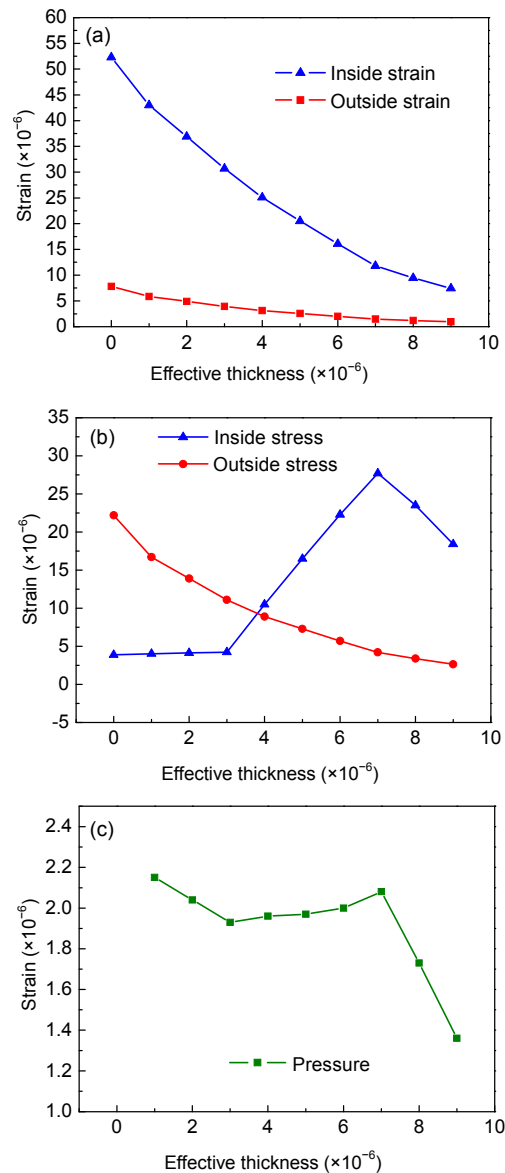 (a)
Inside strain
Outside strain
60
55
50
45
40
35
30
25
20
15
10
5
0
Strain (×10⁻⁶)
0 2 4 6 8 10
Effective thickness (×10⁻⁶)
(b)
Inside stress
Outside stress
35
30
25
20
15
10
5
0
-5
Strain (×10⁻⁶)
0 2 4 6 8 10
Effective thickness (×10⁻⁶)
(c)
2.4
2.2
2.0
1.8
1.6
1.4
1.2
1.0
Strain (×10⁻⁶)
Pressure
0 2 4 6 8 10
Effective thickness (×10⁻⁶)